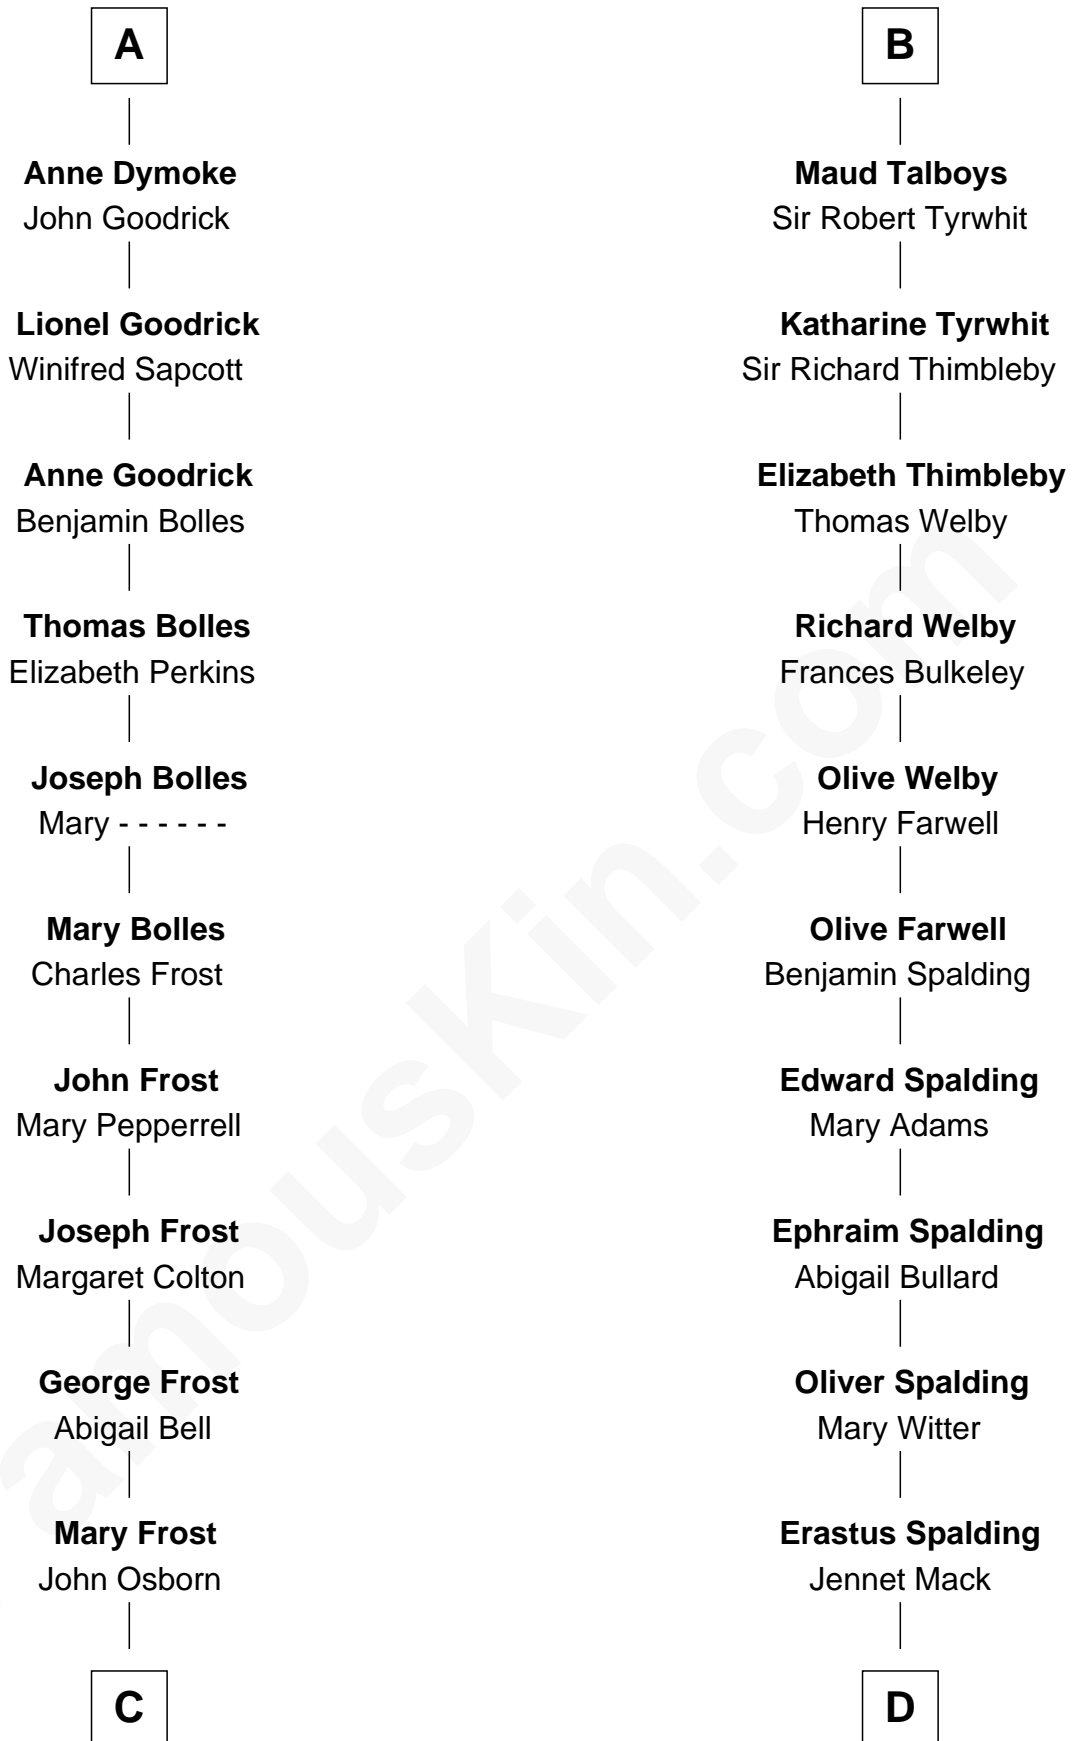 A
Anne Dymoke
John Goodrick
Lionel Goodrick
Winifred Sapcott
Anne Goodrick
Benjamin Bolles
Thomas Bolles
Elizabeth Perkins
Joseph Bolles
Mary - - - - - -
Mary Bolles
Charles Frost
John Frost
Mary Pepperrell
Joseph Frost
Margaret Colton
George Frost
Abigail Bell
Mary Frost
John Osborn
C
B
Maud Talboys
Sir Robert Tyrwhit
Katharine Tyrwhit
Sir Richard Thimbleby
Elizabeth Thimbleby
Thomas Welby
Richard Welby
Frances Bulkeley
Olive Welby
Henry Farwell
Olive Farwell
Benjamin Spalding
Edward Spalding
Mary Adams
Ephraim Spalding
Abigail Bullard
Oliver Spalding
Mary Witter
Erastus Spalding
Jennet Mack
D
amousKin.com